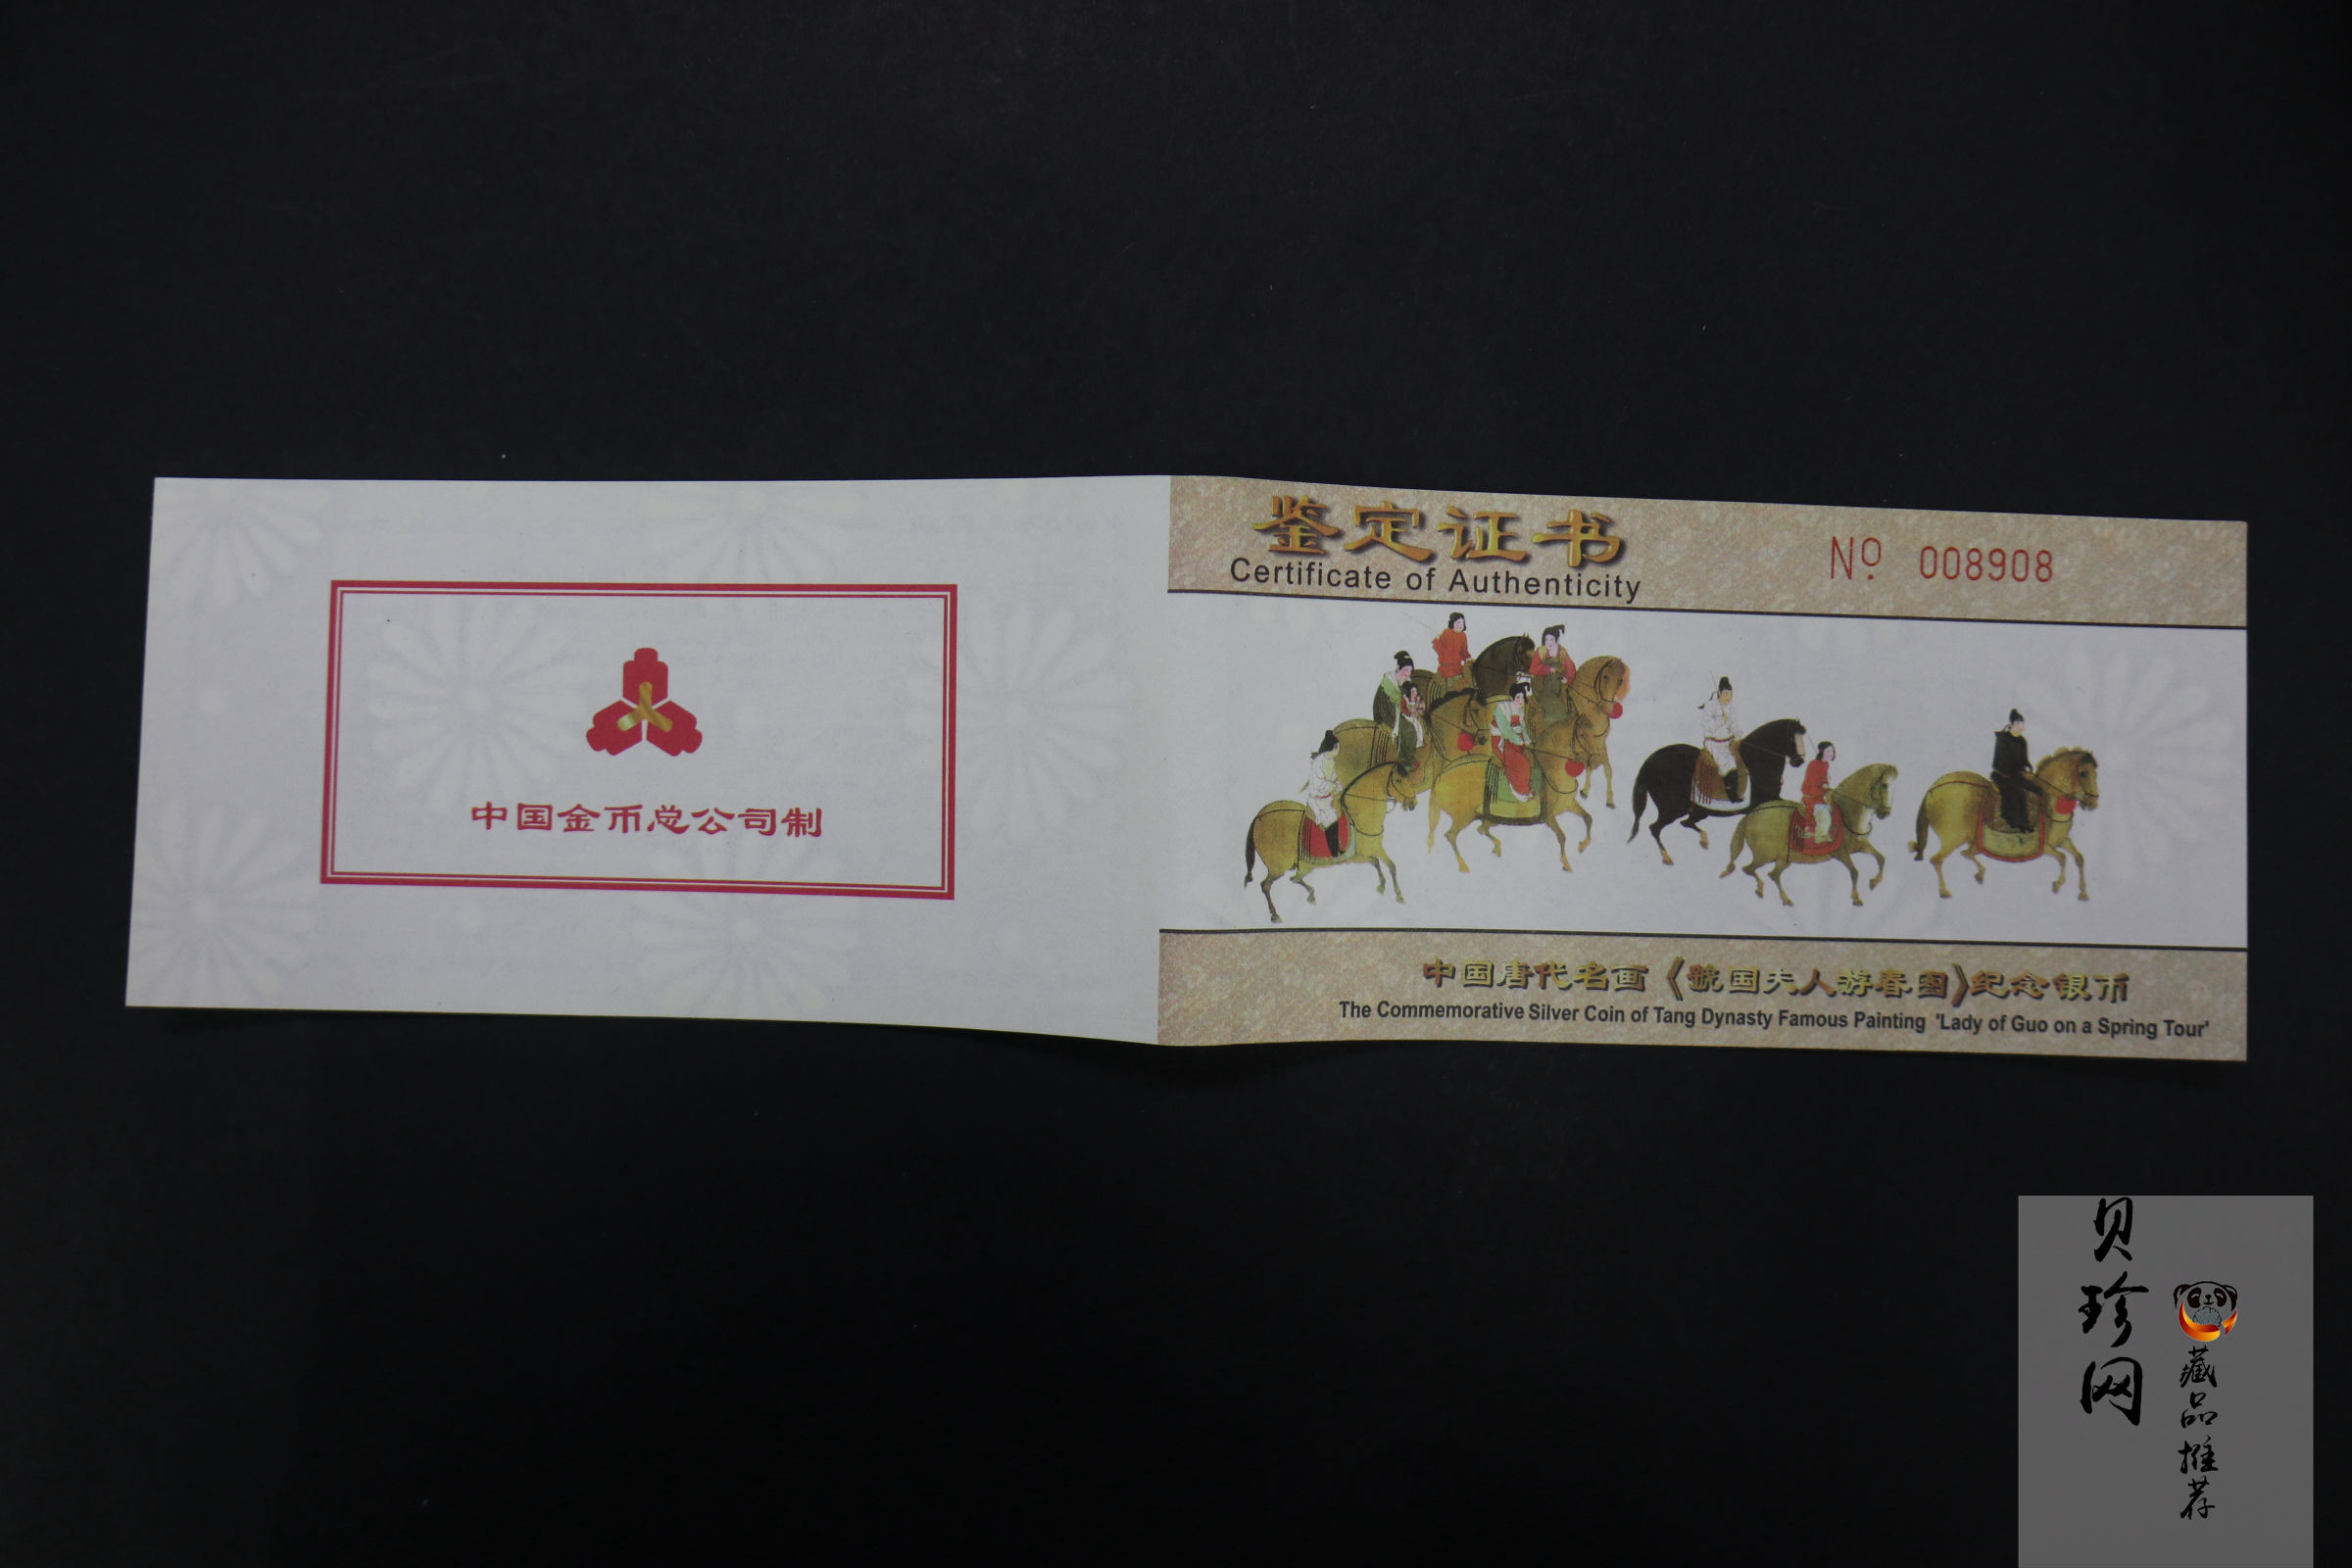 中国金币总公司制
鉴定证书
Certificate of Authenticity
Nº 008908
中国唐代名画《虢国夫人游春图》纪念银币
The Commemorative Silver Coin of Tang Dynasty Famous Painting 'Lady of Guo on a Spring Tour'
贝珍网
藏品推荐